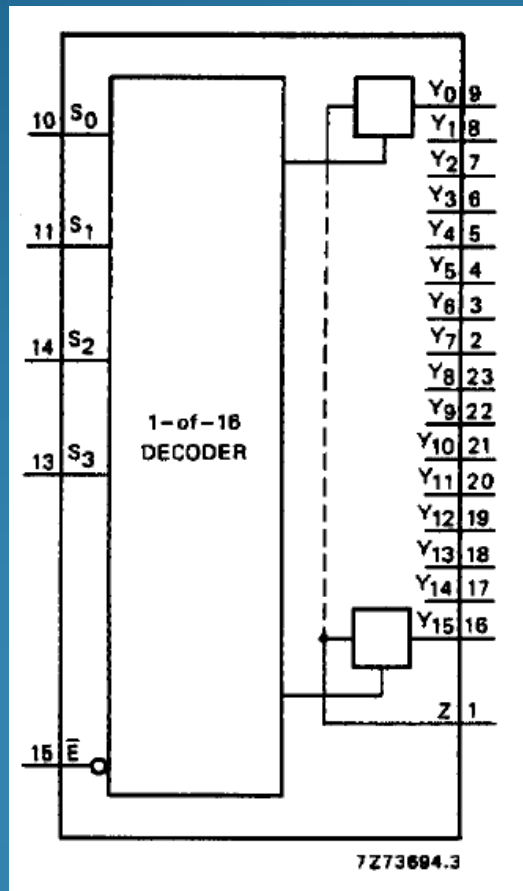 10 S0
11 S1
14 S2
13 S3
15 E̅
1-of-16
DECODER
Y0 9
Y1 8
Y2 7
Y3 6
Y4 5
Y5 4
Y6 3
Y7 2
Y8 23
Y9 22
Y10 21
Y11 20
Y12 19
Y13 18
Y14 17
Y15 16
Z 1
7Z73694.3